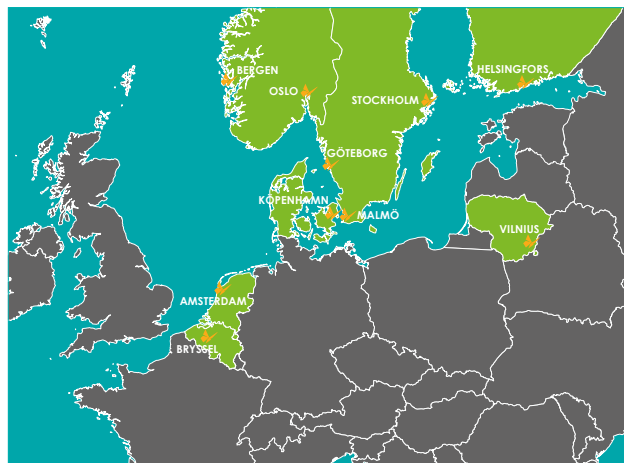 BERGEN
HELSINGFORS
OSLO
STOCKHOLM
GÖTEBORG
KÖPENHAMN
MALMÖ
VILNIUS
AMSTERDAM
BRYSSEL